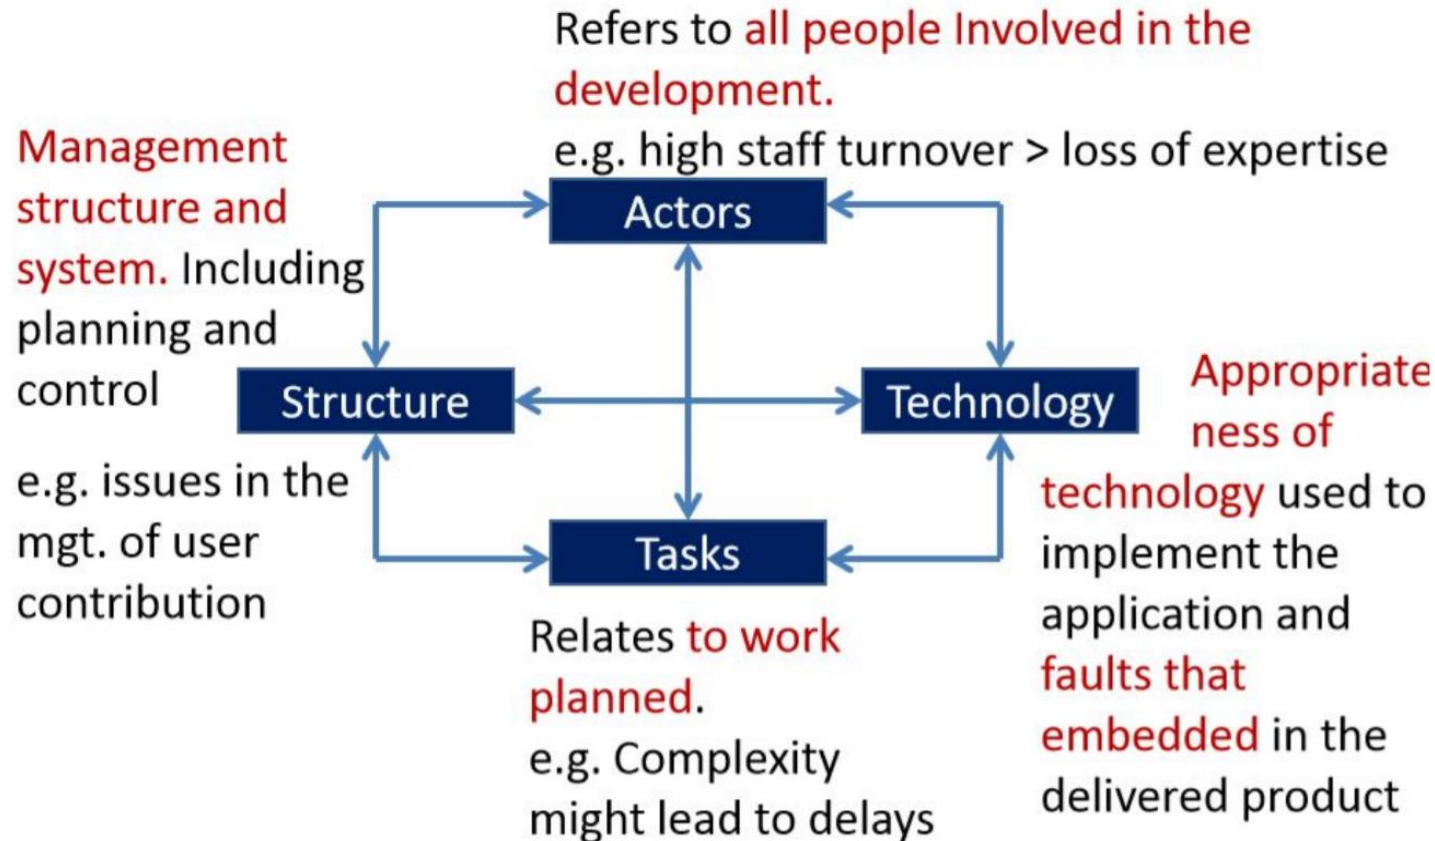 Refers to all people Involved in the
development.
e.g. high staff turnover > loss of expertise
Management
structure and
system. Including
planning and
control
e.g. issues in the
mgt. of user
contribution
Actors
Structure
Technology
Tasks
Appropriate
ness of
technology used to
implement the
application and
faults that
embedded in the
delivered product
Relates to work
planned.
e.g. Complexity
might lead to delays